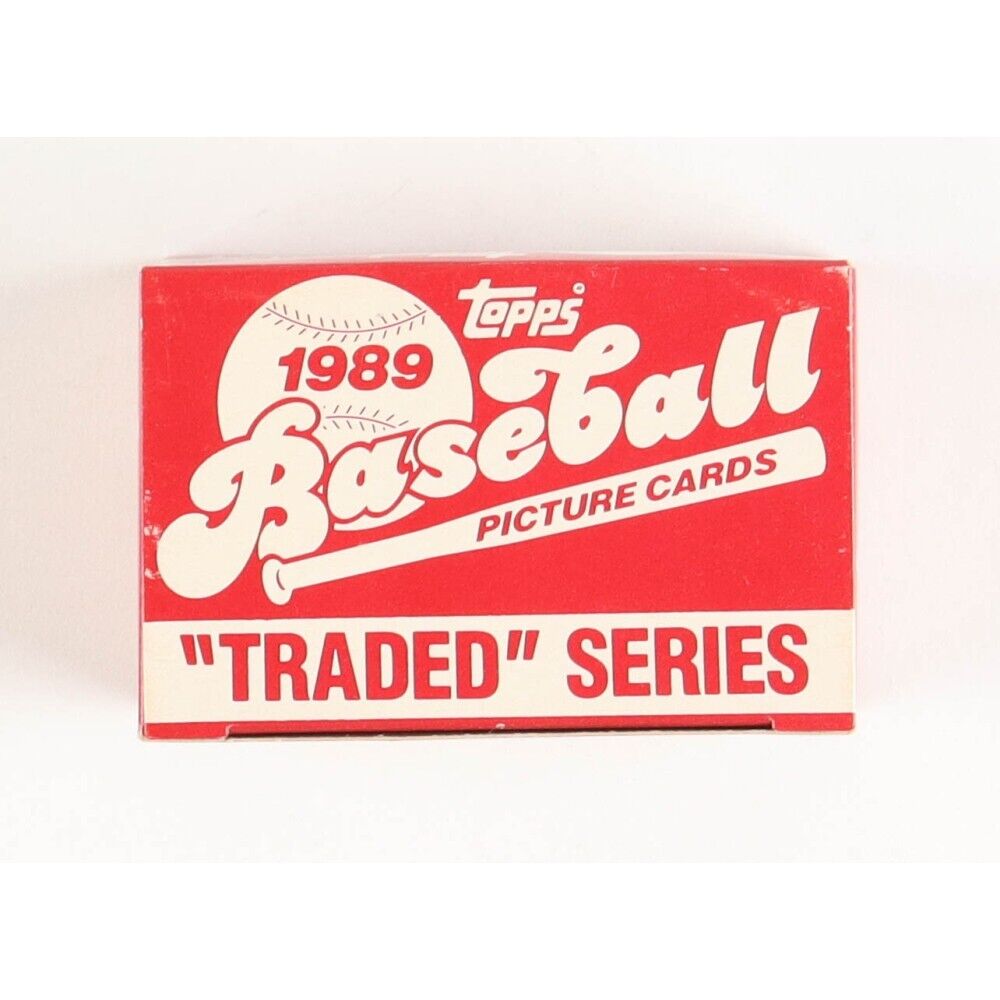 topps®
1989
Baseball
PICTURE CARDS
"TRADED" SERIES